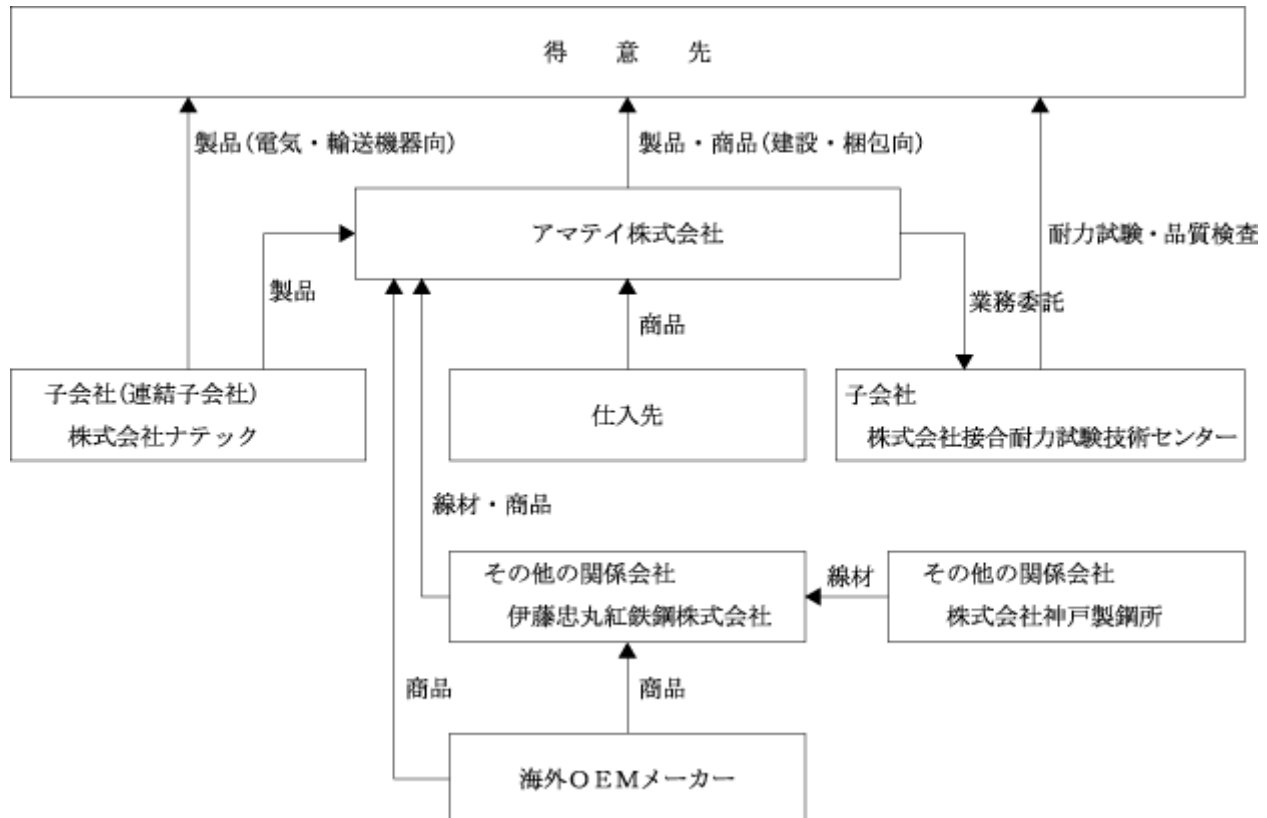 得　意　先
製品(電気・輸送機器向)
製品・商品(建設・梱包向)
アマテイ株式会社
耐力試験・品質検査
製品
商品
業務委託
子会社(連結子会社)
株式会社ナテック
仕入先
子会社
株式会社接合耐力試験技術センター
線材・商品
その他の関係会社
伊藤忠丸紅鉄鋼株式会社
線材
その他の関係会社
株式会社神戸製鋼所
商品
商品
海外ＯＥＭメーカー